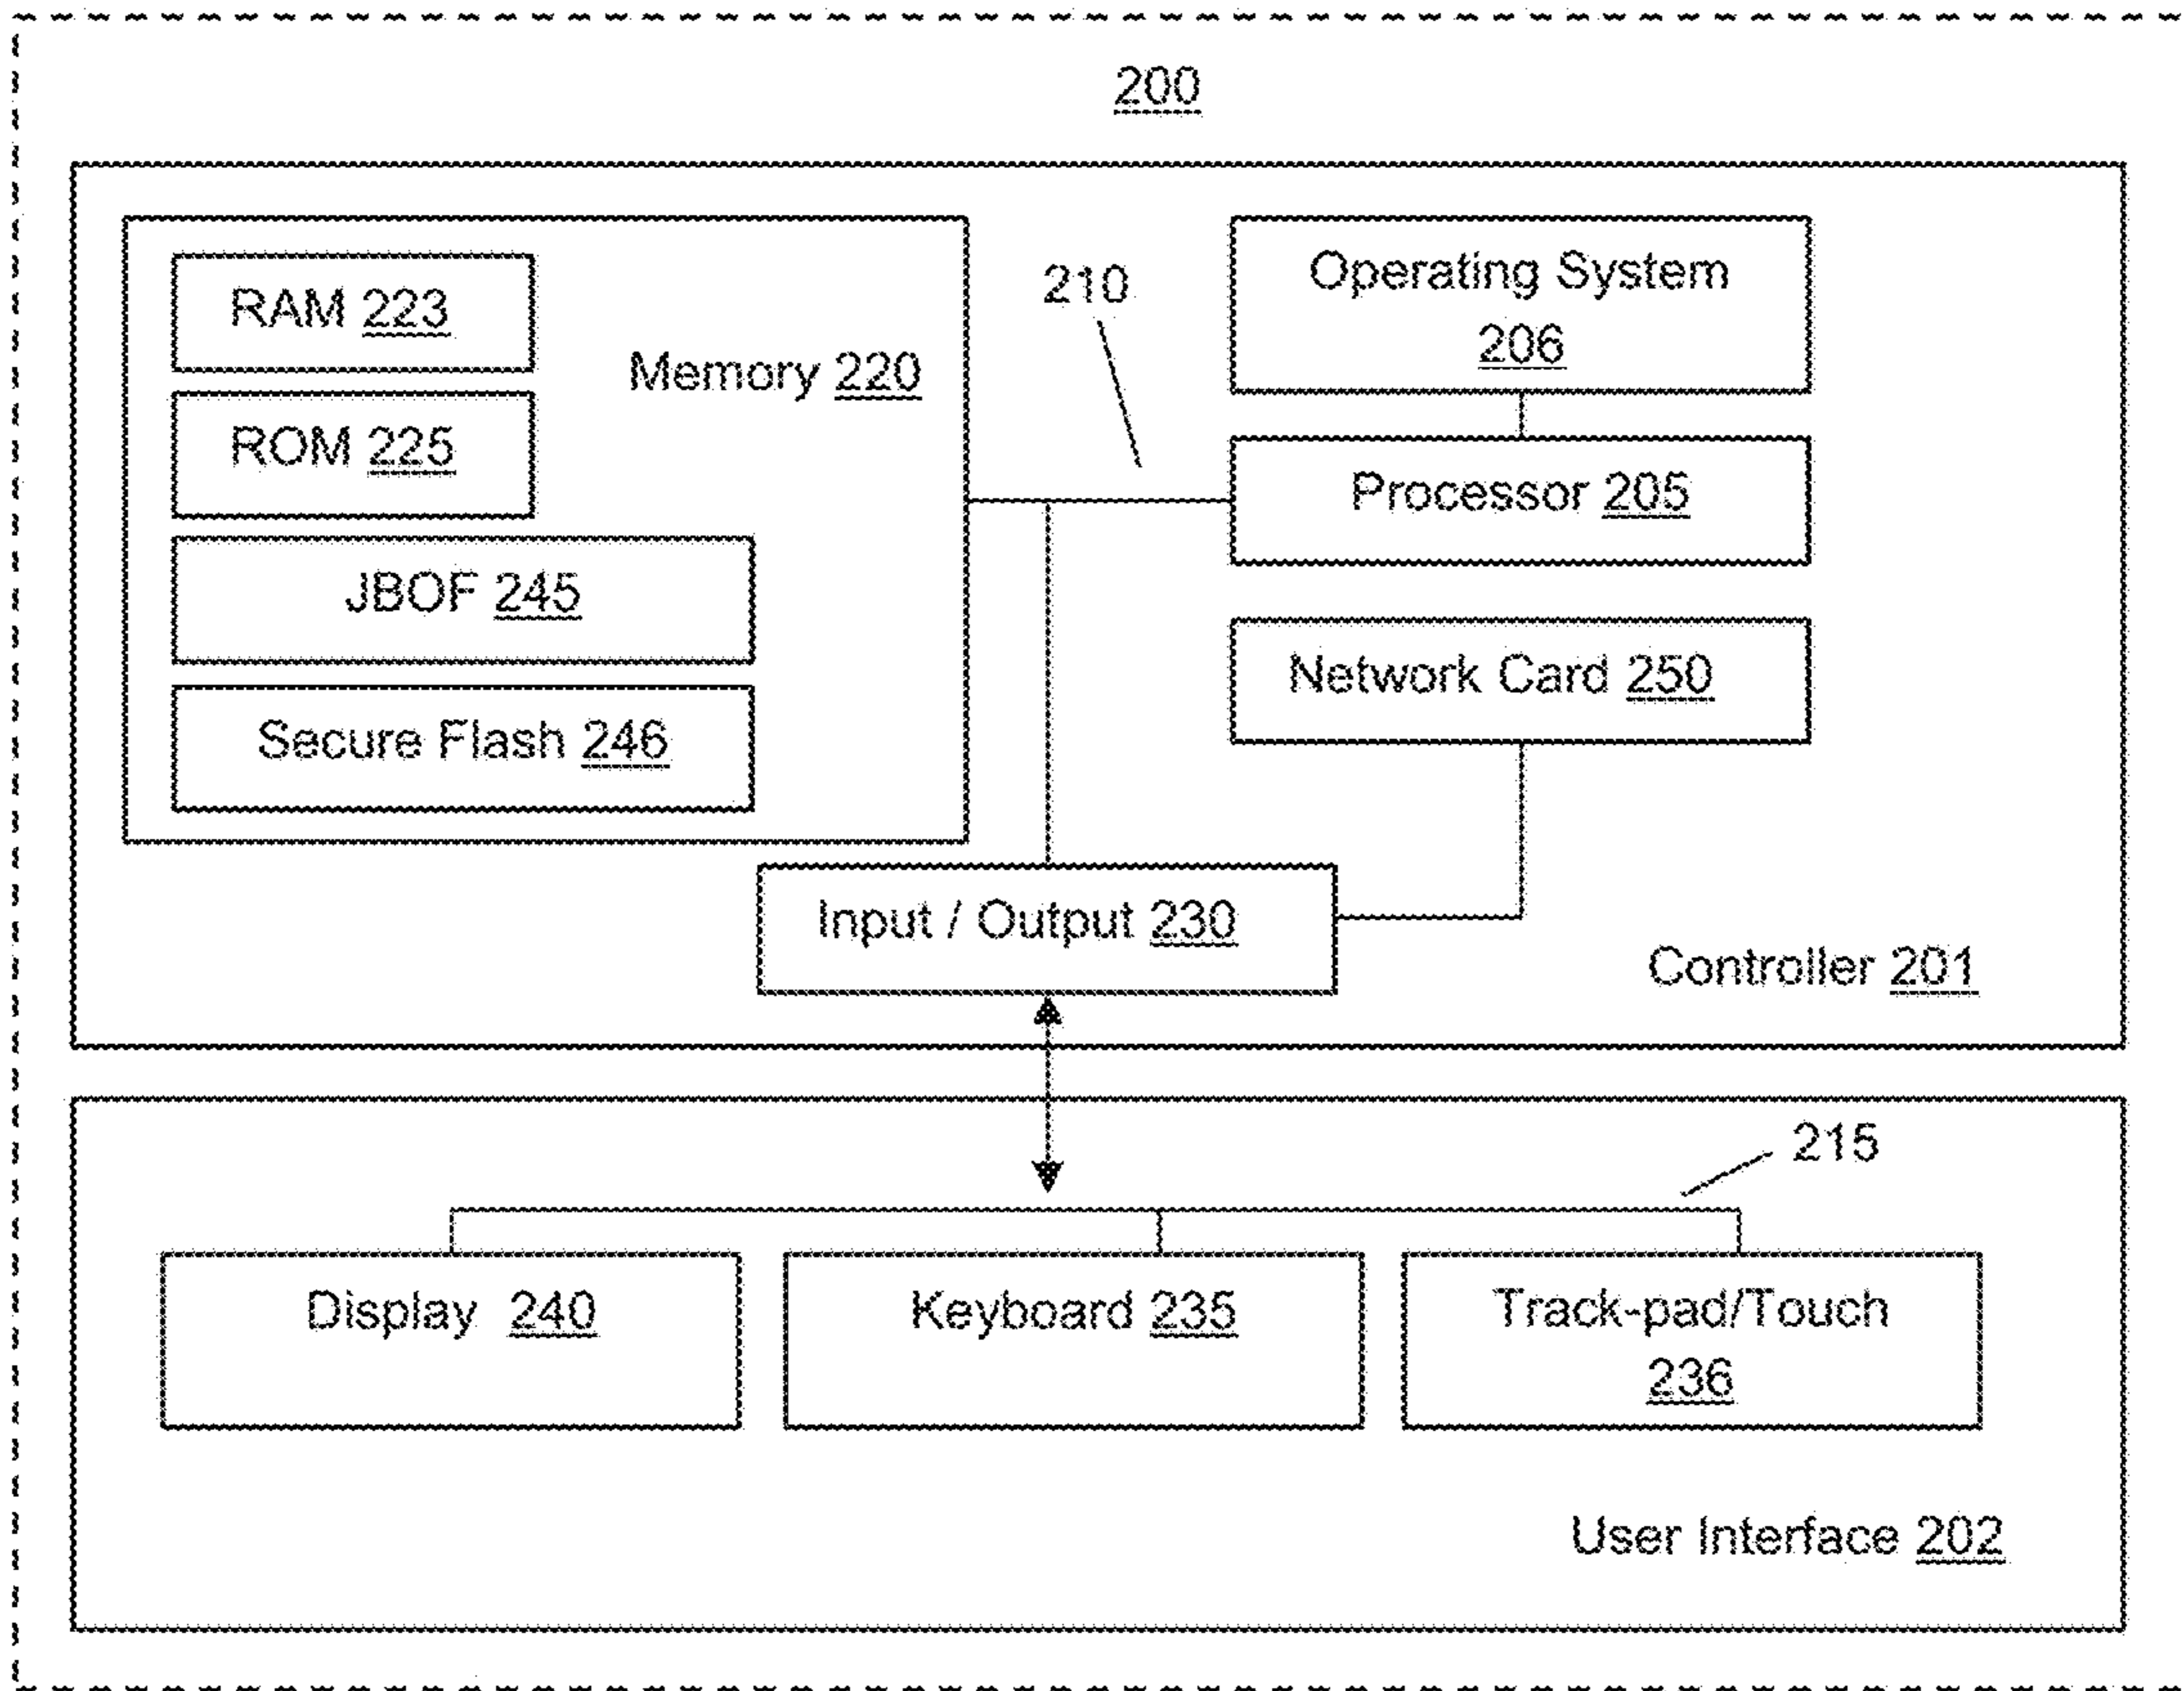 200
RAM 223
Memory 220
ROM 225
JBOF 245
Secure Flash 246
210
Operating System
206
Processor 205
Network Card 250
Input / Output 230
Controller 201
215
Display 240
Keyboard 235
Track-pad/Touch
236
User Interface 202